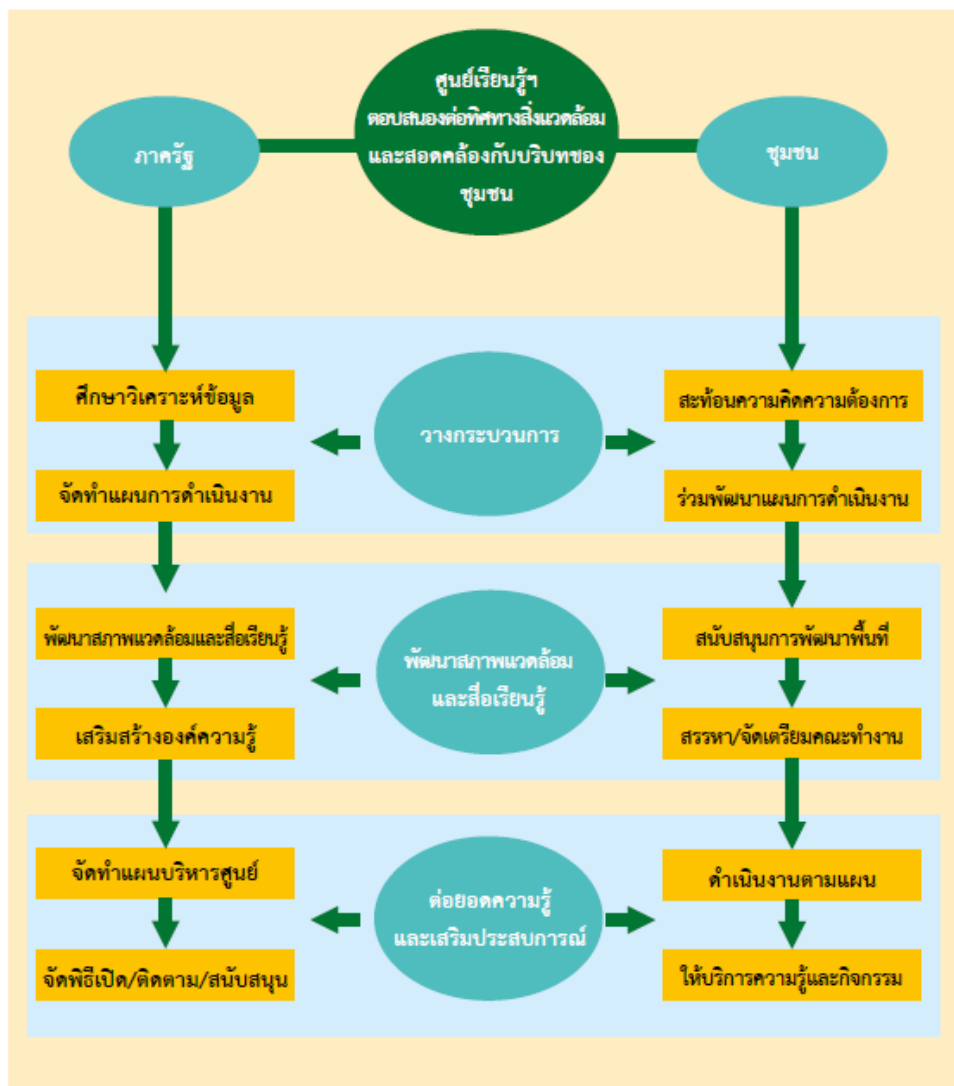 ศูนย์เรียนรู้ฯ
ตอบสนองต่อทิศทางสิ่งแวดล้อม
และสอดคล้องกับบริบทของ
ชุมชน
ภาครัฐ
ชุมชน
ศึกษาวิเคราะห์ข้อมูล
วางกระบวนการ
สะท้อนความคิดความต้องการ
จัดทำแผนการดำเนินงาน
ร่วมพัฒนาแผนการดำเนินงาน
พัฒนาสภาพแวดล้อมและสื่อเรียนรู้
พัฒนาสภาพแวดล้อม
และสื่อเรียนรู้
สนับสนุนการพัฒนาพื้นที่
เสริมสร้างองค์ความรู้
สรรหา/จัดเตรียมคณะทำงาน
จัดทำแผนบริหารศูนย์
ต่อยอดความรู้
และเสริมประสบการณ์
ดำเนินงานตามแผน
จัดพิธีเปิด/ติดตาม/สนับสนุน
ให้บริการความรู้และกิจกรรม